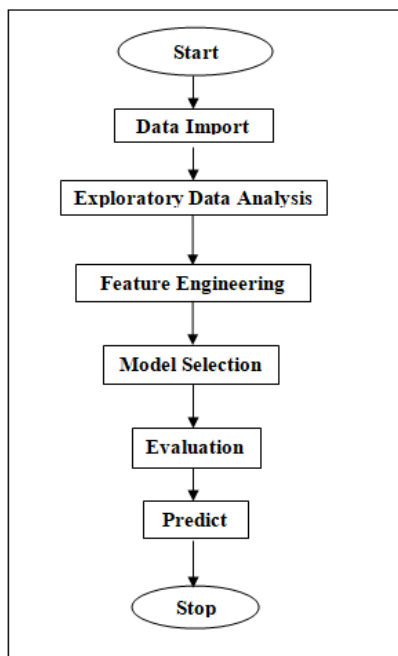 Start
Data Import
Exploratory Data Analysis
Feature Engineering
Model Selection
Evaluation
Predict
Stop